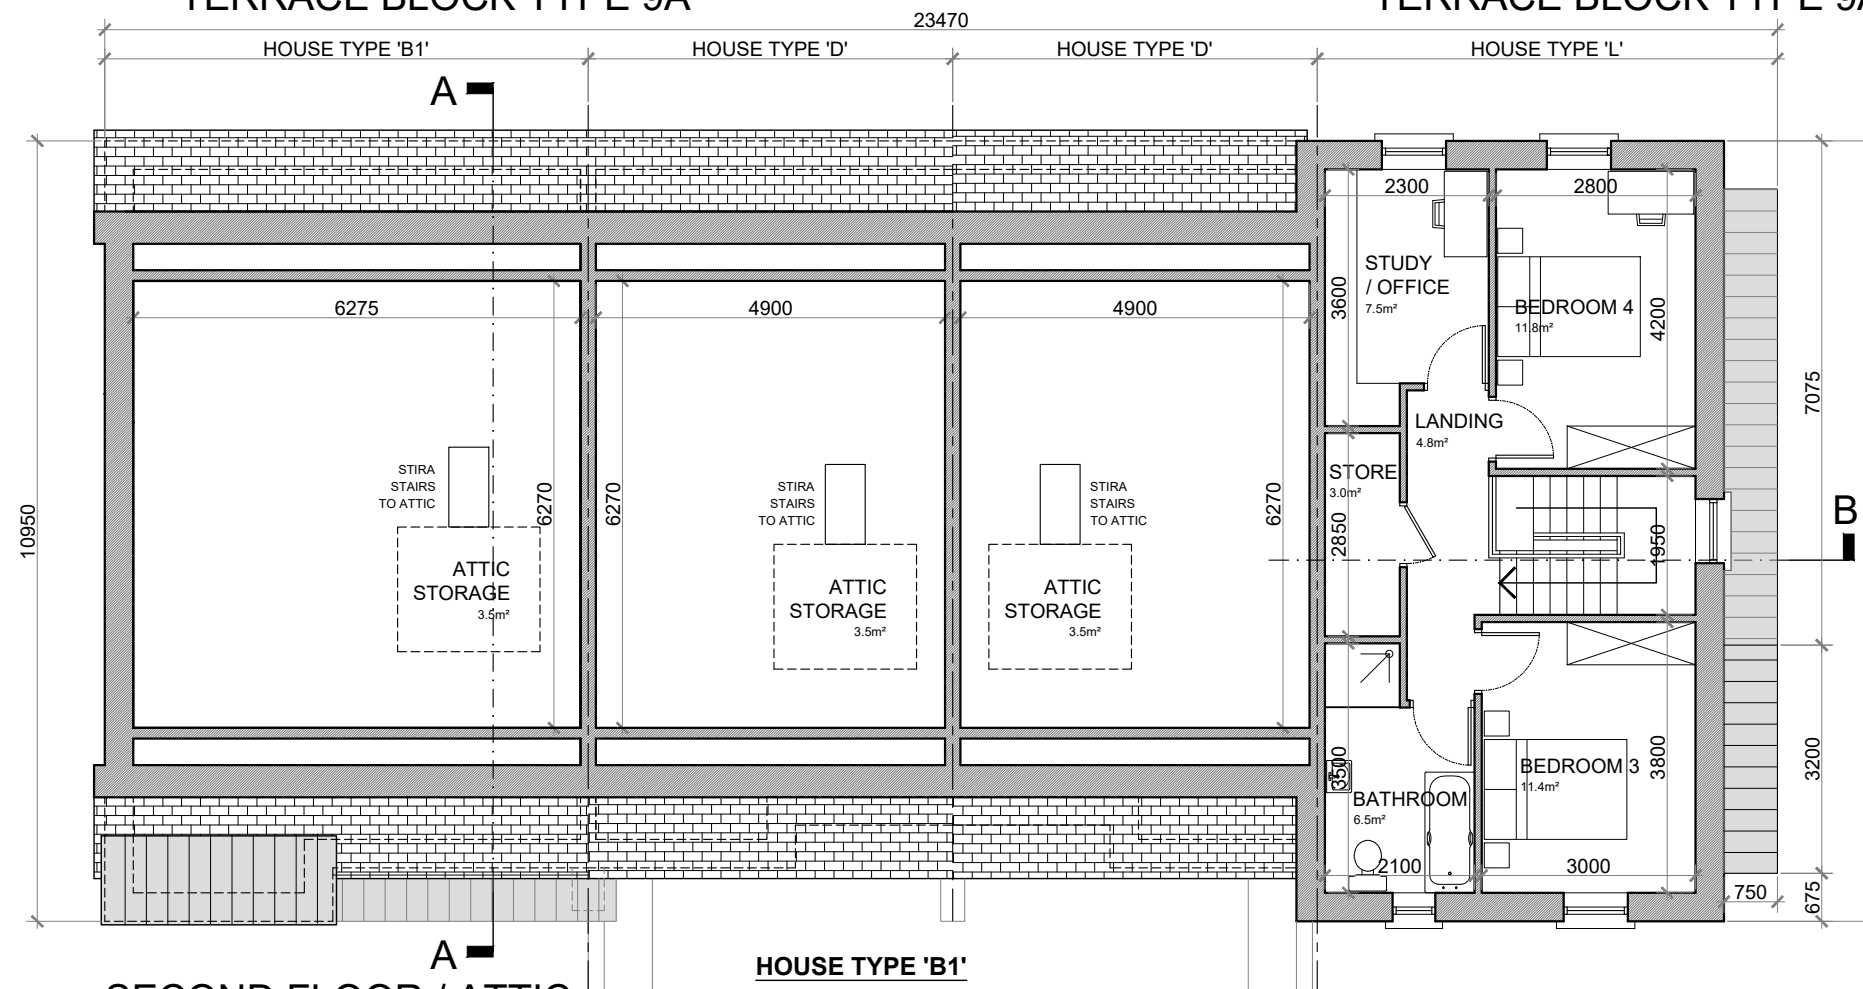 TERRACE BLOCK TYPE 9A
TERRACE BLOCK TYPE 9A
23470
HOUSE TYPE 'B1'
HOUSE TYPE 'D'
HOUSE TYPE 'D'
HOUSE TYPE 'L'
A
2300
2800
STUDY
/ OFFICE
7.5m²
3600
BEDROOM 4
11.8m²
4200
6275
4900
4900
7075
LANDING
4.8m²
STORE
3.0m²
2850
STIRA
STAIRS
TO ATTIC
6270
6270
STIRA
STAIRS
TO ATTIC
STIRA
STAIRS
TO ATTIC
6270
10950
1950
B
ATTIC
STORAGE
3.5m²
ATTIC
STORAGE
3.5m²
ATTIC
STORAGE
3.5m²
3500
BATHROOM
6.5m²
BEDROOM 3
11.4m²
3800
3200
2100
3000
750
675
A
HOUSE TYPE 'B1'
SECOND FLOOR / ATTIC